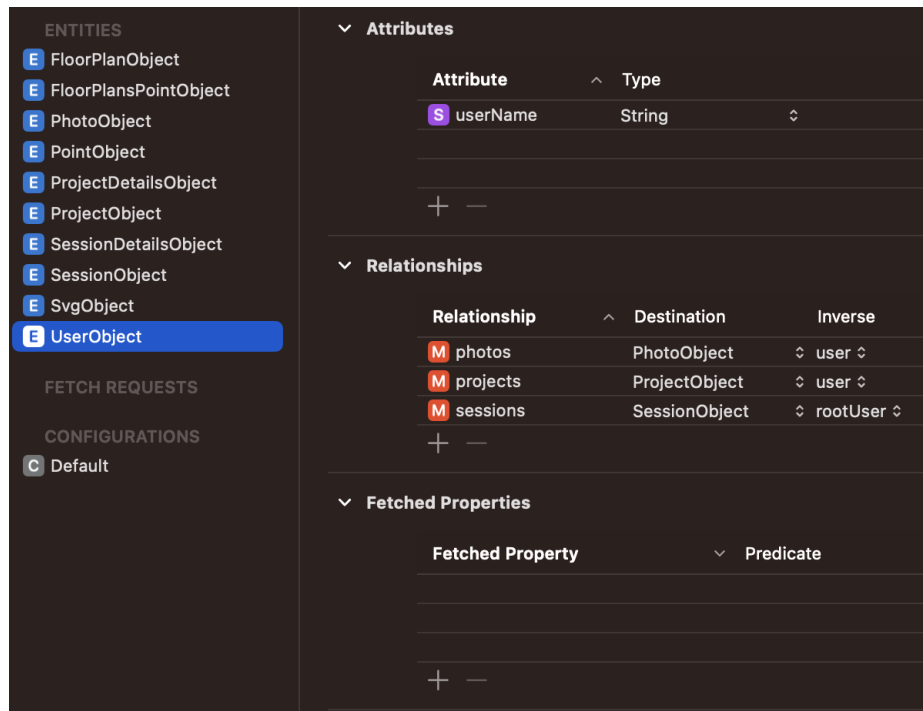 ENTITIES
E FloorPlanObject
E FloorPlansPointObject
E PhotoObject
E PointObject
E ProjectDetailsObject
E ProjectObject
E SessionDetailsObject
E SessionObject
E SvgObject
E UserObject
FETCH REQUESTS
CONFIGURATIONS
C Default
Attributes
Attribute Type
S userName String
Relationships
Relationship Destination Inverse
M photos PhotoObject user
M projects ProjectObject user
M sessions SessionObject rootUser
Fetched Properties
Fetched Property Predicate